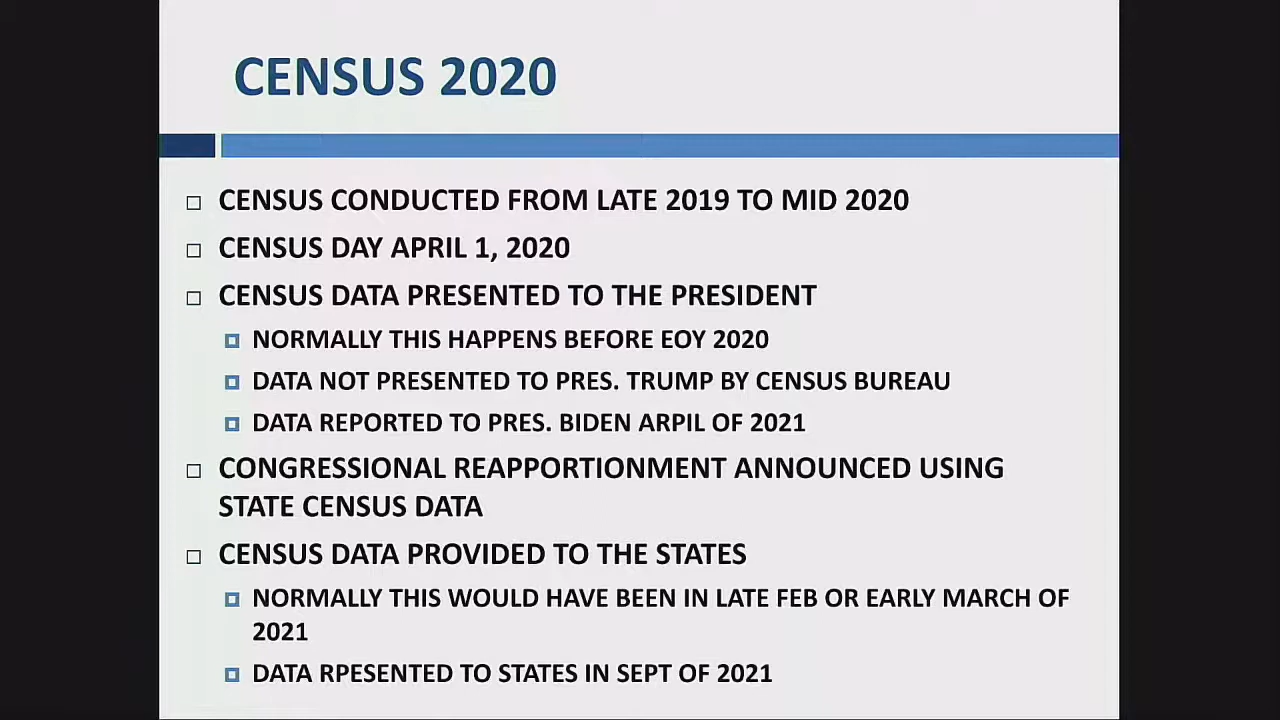 CENSUS 2020
CENSUS CONDUCTED FROM LATE 2019 TO MID 2020
CENSUS DAY APRIL 1, 2020
CENSUS DATA PRESENTED TO THE PRESIDENT
NORMALLY THIS HAPPENS BEFORE EOY 2020
DATA NOT PRESENTED TO PRES. TRUMP BY CENSUS BUREAU
DATA REPORTED TO PRES. BIDEN ARPIL OF 2021
CONGRESSIONAL REAPPORTIONMENT ANNOUNCED USING
STATE CENSUS DATA
CENSUS DATA PROVIDED TO THE STATES
NORMALLY THIS WOULD HAVE BEEN IN LATE FEB OR EARLY MARCH OF
2021
DATA RPESENTED TO STATES IN SEPT OF 2021